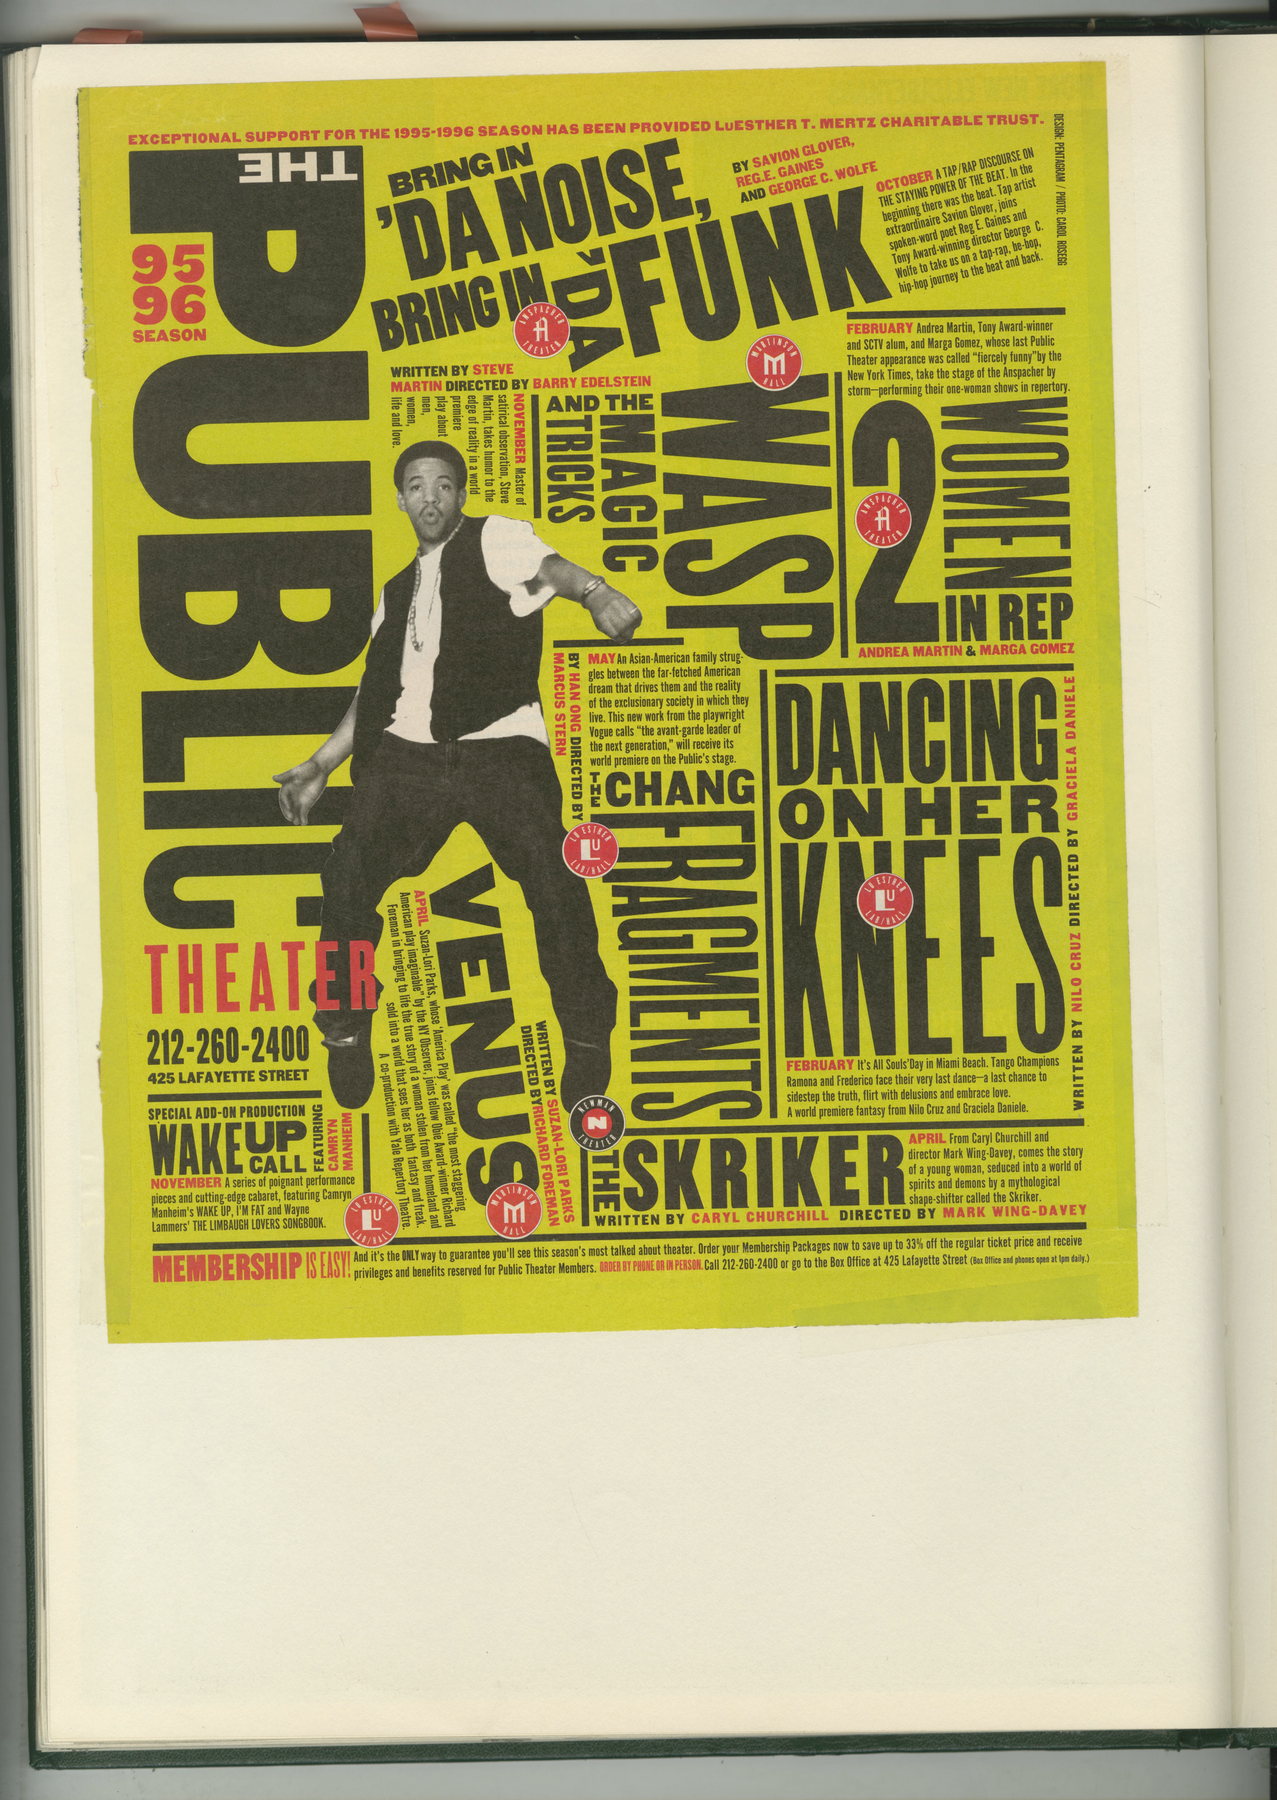 EXCEPTIONAL SUPPORT FOR THE 1995-1996 SEASON HAS BEEN PROVIDED LuESTHER T. MERTZ CHARITABLE TRUST.
DESIGN: PENTAGRAM / PHOTO: CAROL ROSEGG
THE
PUBLIC
THEATER
95
96
SEASON
212-260-2400
425 LAFAYETTE STREET
BRING IN
'DA NOISE,
BRING IN
'DA
FUNK
BY SAVION GLOVER,
REG.E. GAINES
AND GEORGE C. WOLFE
OCTOBER A TAP/RAP DISCOURSE ON
THE STAYING POWER OF THE BEAT. In the
beginning there was the beat. Tap artist
extraordinaire Savion Glover, joins
spoken-word poet Reg E. Gaines and
Tony Award-winning director George C.
Wolfe to take us on a tap-rap, be-bop,
hip-hop journey to the beat and back.
ANSPACHER
A
THEATER
WRITTEN BY STEVE
MARTIN DIRECTED BY BARRY EDELSTEIN
NOVEMBER Master of
satirical observation, Steve
Martin, takes humor to the
edge of reality in a world
premiere
play about
men,
women,
life and love.
WASP
AND THE
MAGIC
TRICKS
MARTINSON
M
HALL
FEBRUARY Andrea Martin, Tony Award-winner
and SCTV alum, and Marga Gomez, whose last Public
Theater appearance was called "fiercely funny"by the
New York Times, take the stage of the Anspacher by
storm—performing their one-woman shows in repertory.
2
WOMEN
IN REP
ANSPACHER
A
THEATER
ANDREA MARTIN & MARGA GOMEZ
BY HAN ONG DIRECTED BY
MARCUS STERN
MAY An Asian-American family strug-
gles between the far-fetched American
dream that drives them and the reality
of the exclusionary society in which they
live. This new work from the playwright
Vogue calls "the avant-garde leader of
the next generation," will receive its
world premiere on the Public's stage.
THE
CHANG
FRAGMENTS
LU ESTHER
LU
LAB/HALL
DANCING
ON HER
KNEES
LU ESTHER
LU
LAB/HALL
WRITTEN BY NILO CRUZ DIRECTED BY GRACIELA DANIELE
FEBRUARY It's All Souls'Day in Miami Beach. Tango Champions
Ramona and Frederico face their very last dance—a last chance to
sidestep the truth, flirt with delusions and embrace love.
A world premiere fantasy from Nilo Cruz and Graciela Daniele.
VENUS
APRIL Suzan-Lori Parks, whose 'America Play' was called "the most staggering
American play imaginable" by the NY Observer, joins fellow Obie Award-winner Richard
Foreman in bringing to life the true story of a woman stolen from her homeland and
sold into a world that sees her as both fantasy and freak.
A co-production with Yale Repertory Theatre.
WRITTEN BY SUZAN-LORI PARKS
DIRECTED BY RICHARD FOREMAN
MARTINSON
M
HALL
SPECIAL ADD-ON PRODUCTION
WAKE UP
CALL
FEATURING
CAMRYN
MANHEIM
NOVEMBER A series of poignant performance
pieces and cutting-edge cabaret, featuring Camryn
Manheim's WAKE UP, I'M FAT and Wayne
Lammers' THE LIMBAUGH LOVERS SONGBOOK.
LU ESTHER
LU
LAB/HALL
NEWMAN
N
THEATER
THE
SKRIKER
APRIL From Caryl Churchill and
director Mark Wing-Davey, comes the story
of a young woman, seduced into a world of
spirits and demons by a mythological
shape-shifter called the Skriker.
WRITTEN BY CARYL CHURCHILL DIRECTED BY MARK WING-DAVEY
MEMBERSHIP IS EASY!
And it's the ONLY way to guarantee you'll see this season's most talked about theater. Order your Membership Packages now to save up to 33% off the regular ticket price and receive
privileges and benefits reserved for Public Theater Members. ORDER BY PHONE OR IN PERSON. Call 212-260-2400 or go to the Box Office at 425 Lafayette Street (Box Office and phones open at 1pm daily.)